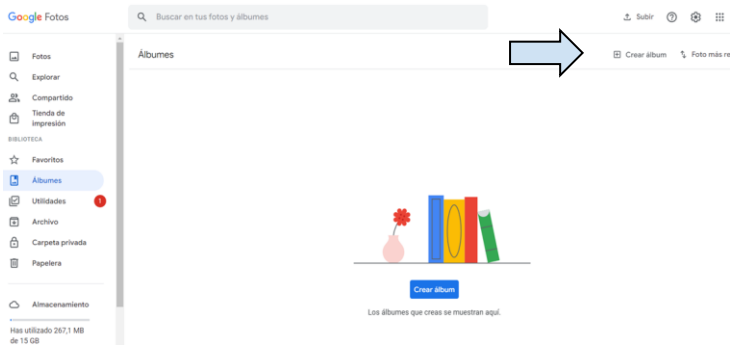 Google Fotos
Buscar en tus fotos y álbumes
Subir
Fotos
Explorar
Compartido
Tienda de
impresión
BIBLIOTECA
Favoritos
Álbumes
Utilidades 1
Archivo
Carpeta privada
Papelera
Almacenamiento
Has utilizado 267,1 MB
de 15 GB
Álbumes
Crear álbum
Foto más re
Crear álbum
Los álbumes que creas se muestran aquí.